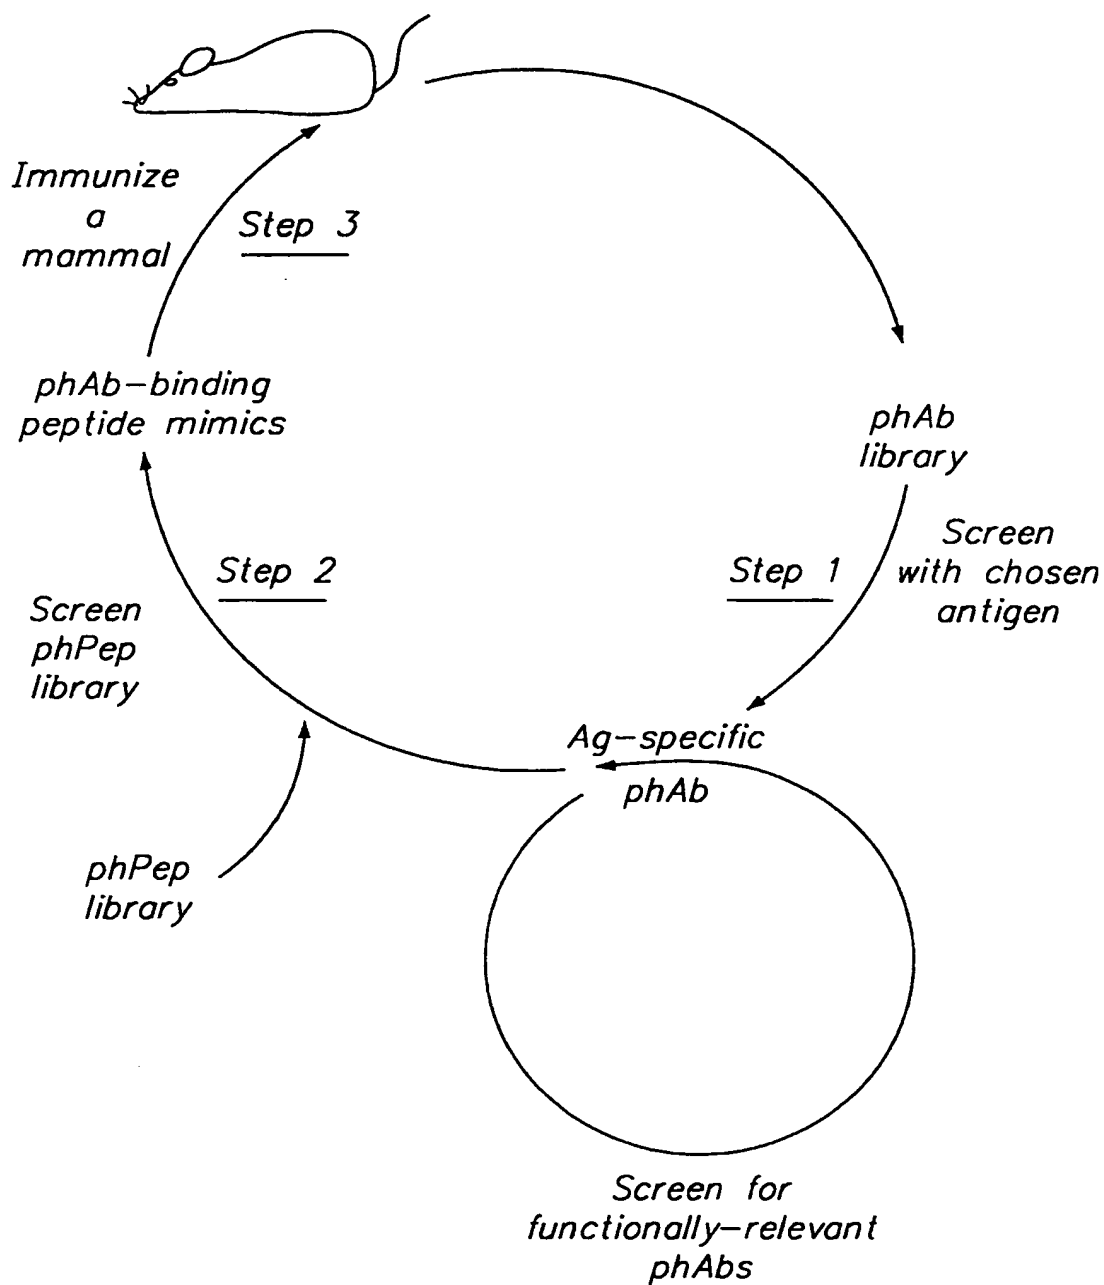 Immunize
a
mammal
Step 3
phAb-binding
peptide mimics
phAb
library
Screen
with chosen
antigen
Step 1
Step 2
Screen
phPep
library
Ag-specific
phAb
phPep
library
Screen for
functionally-relevant
phAbs